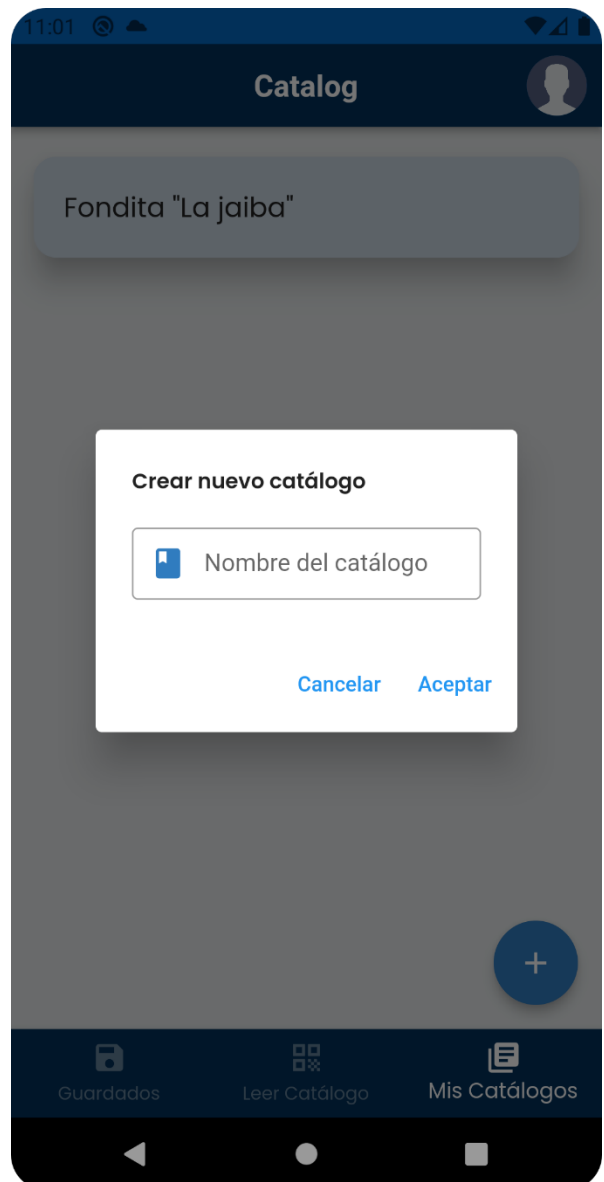 11:01
Catalog
Fondita "La jaiba"
Crear nuevo catálogo
Nombre del catálogo
Cancelar Aceptar
+
Guardados Leer Catálogo Mis Catálogos